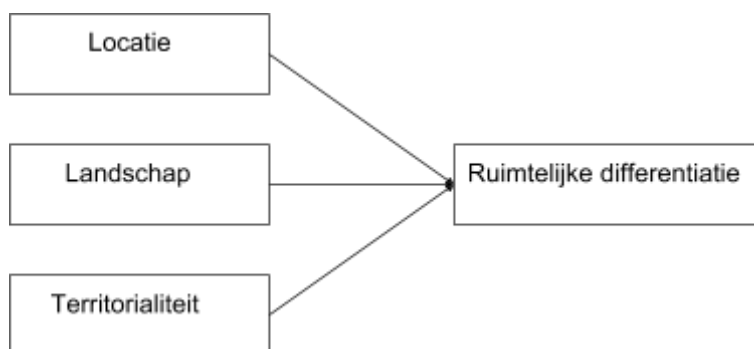 Locatie
Landschap
Ruimtelijke differentiatie
Territorialiteit